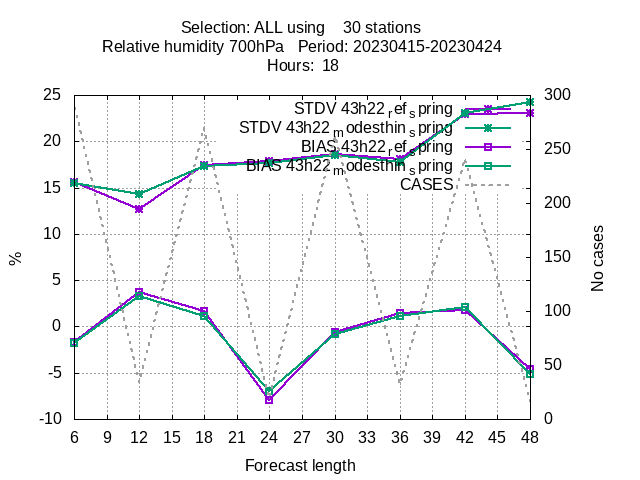 Selection: ALL using    30 stations
Relative humidity 700hPa   Period: 20230415-20230424
Hours:  18
STDV 43h22_ref_spring
STDV 43h22_modesthin_spring
BIAS 43h22_ref_spring
BIAS 43h22_modesthin_spring
CASES
25
20
15
10
5
0
-5
-10
%
300
250
200
150
100
50
0
No cases
6 9 12 15 18 21 24 27 30 33 36 39 42 45 48
Forecast length